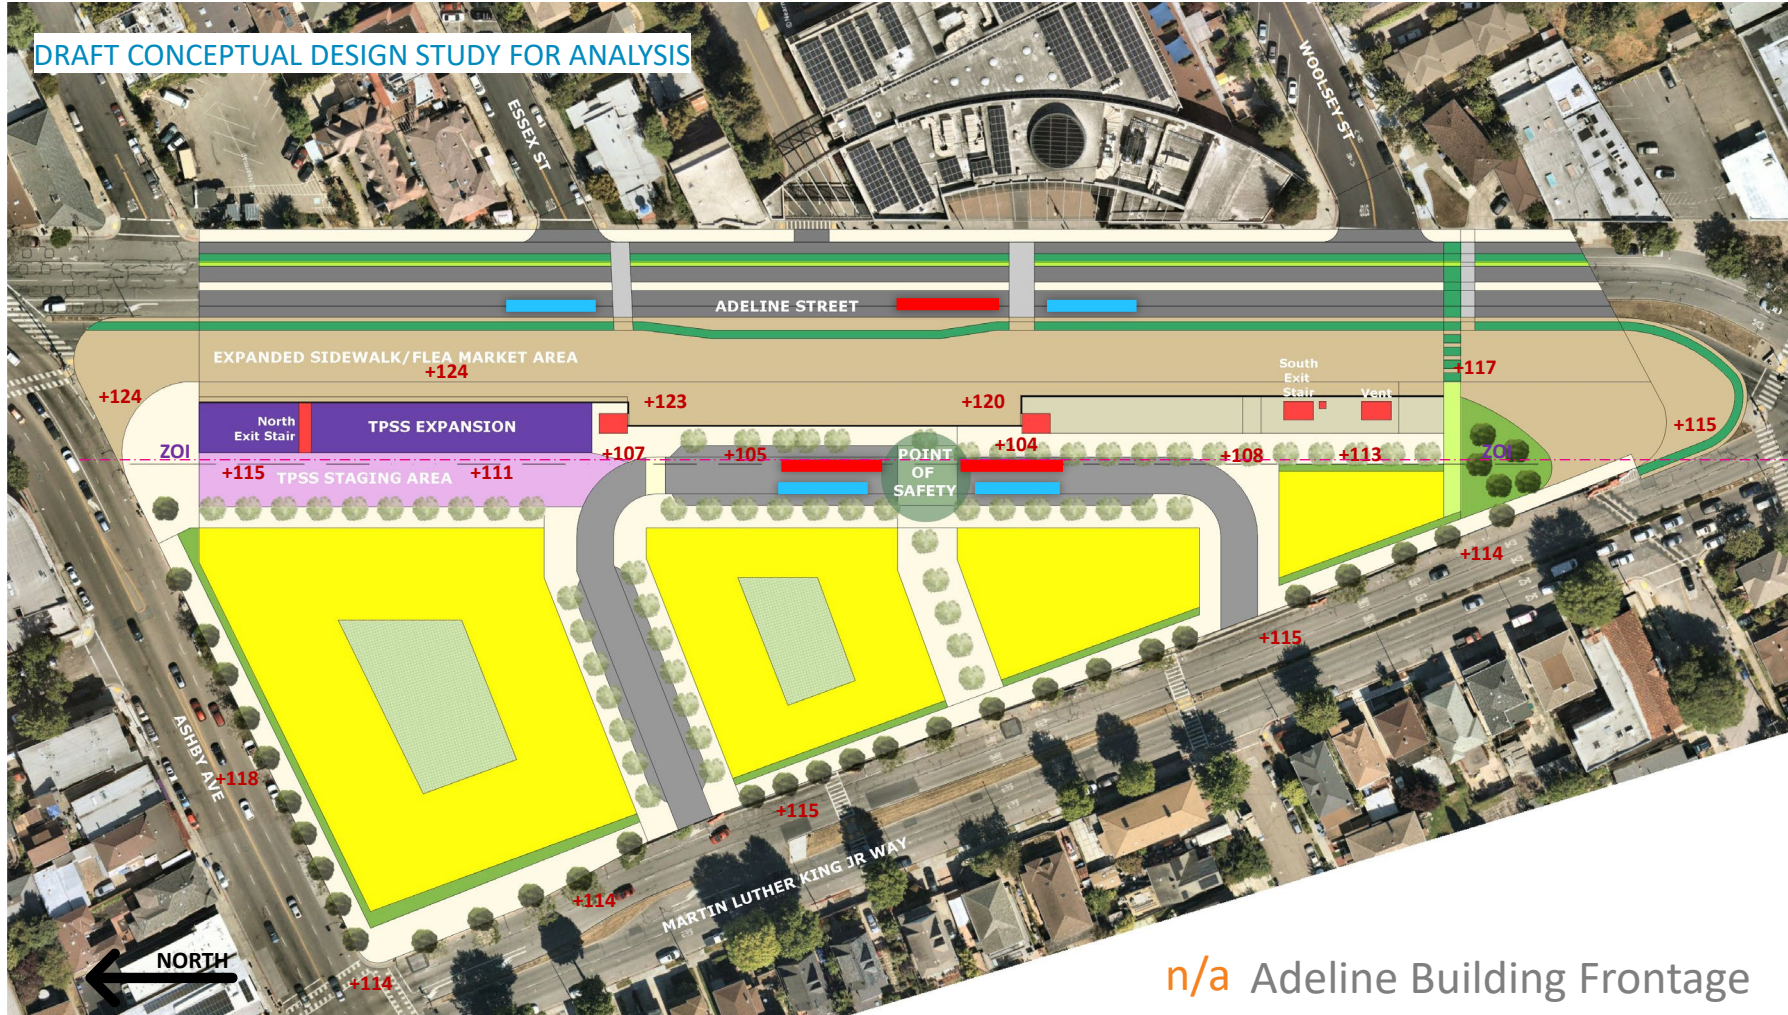 DRAFT CONCEPTUAL DESIGN STUDY FOR ANALYSIS
ESSEX ST
WOOLSEY ST
ADELINE STREET
EXPANDED SIDEWALK/FLEA MARKET AREA
+124
+124
+123
+120
South
Exit
Stair
Vent
+117
+115
North
Exit Stair
TPSS EXPANSION
ZOI
+115
TPSS STAGING AREA
+111
+107
+105
POINT
OF
SAFETY
+104
+108
+113
ZOI
+114
+115
ASHBY AVE
+118
+115
MARTIN LUTHER KING JR WAY
+114
NORTH
+114
n/a Adeline Building Frontage